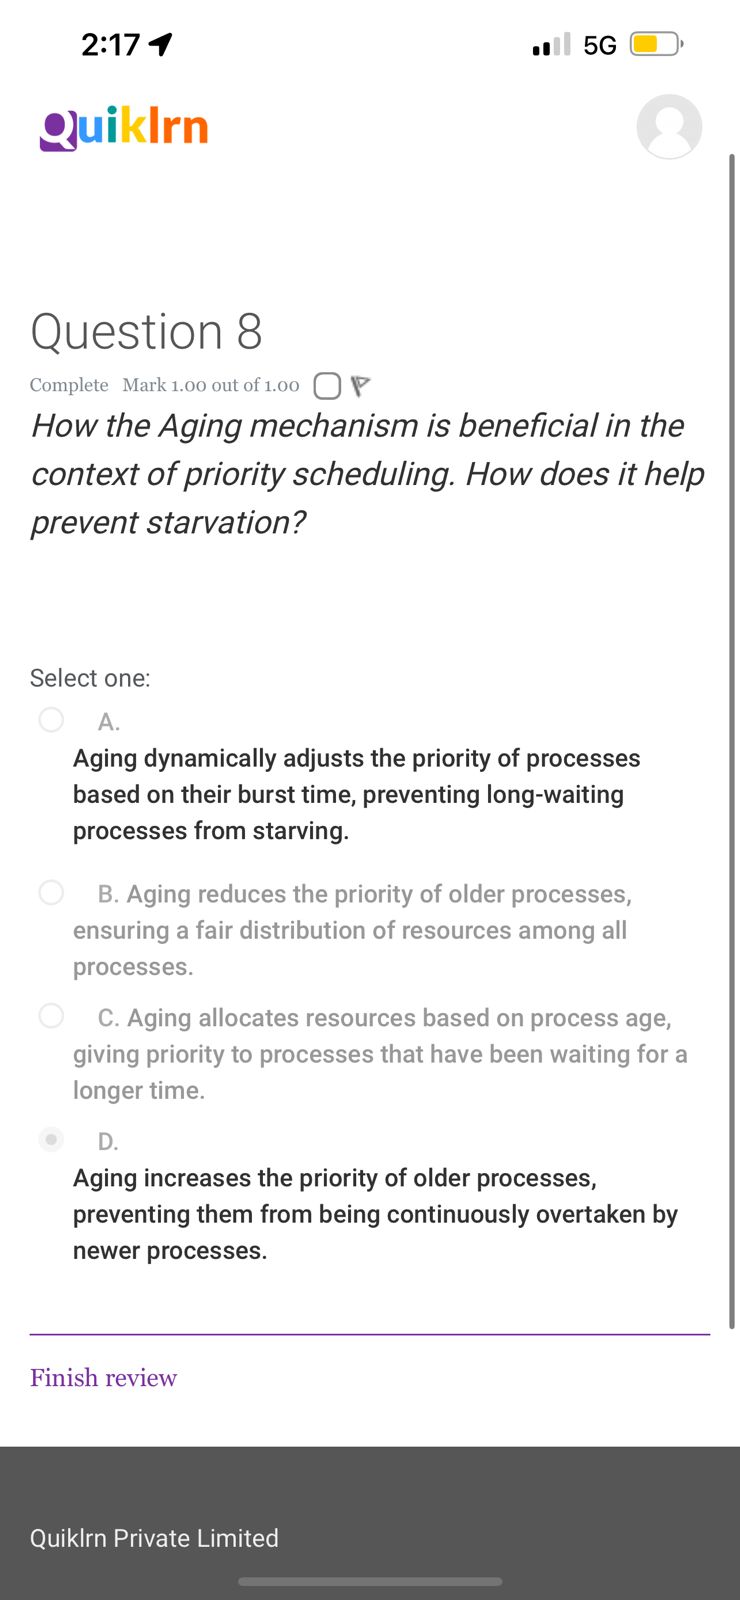 2:17
5G
Quiklrn
Question 8
Complete Mark 1.00 out of 1.00
How the Aging mechanism is beneficial in the
context of priority scheduling. How does it help
prevent starvation?
Select one:
A.
Aging dynamically adjusts the priority of processes
based on their burst time, preventing long-waiting
processes from starving.
B. Aging reduces the priority of older processes,
ensuring a fair distribution of resources among all
processes.
C. Aging allocates resources based on process age,
giving priority to processes that have been waiting for a
longer time.
D.
Aging increases the priority of older processes,
preventing them from being continuously overtaken by
newer processes.
Finish review
Quiklrn Private Limited